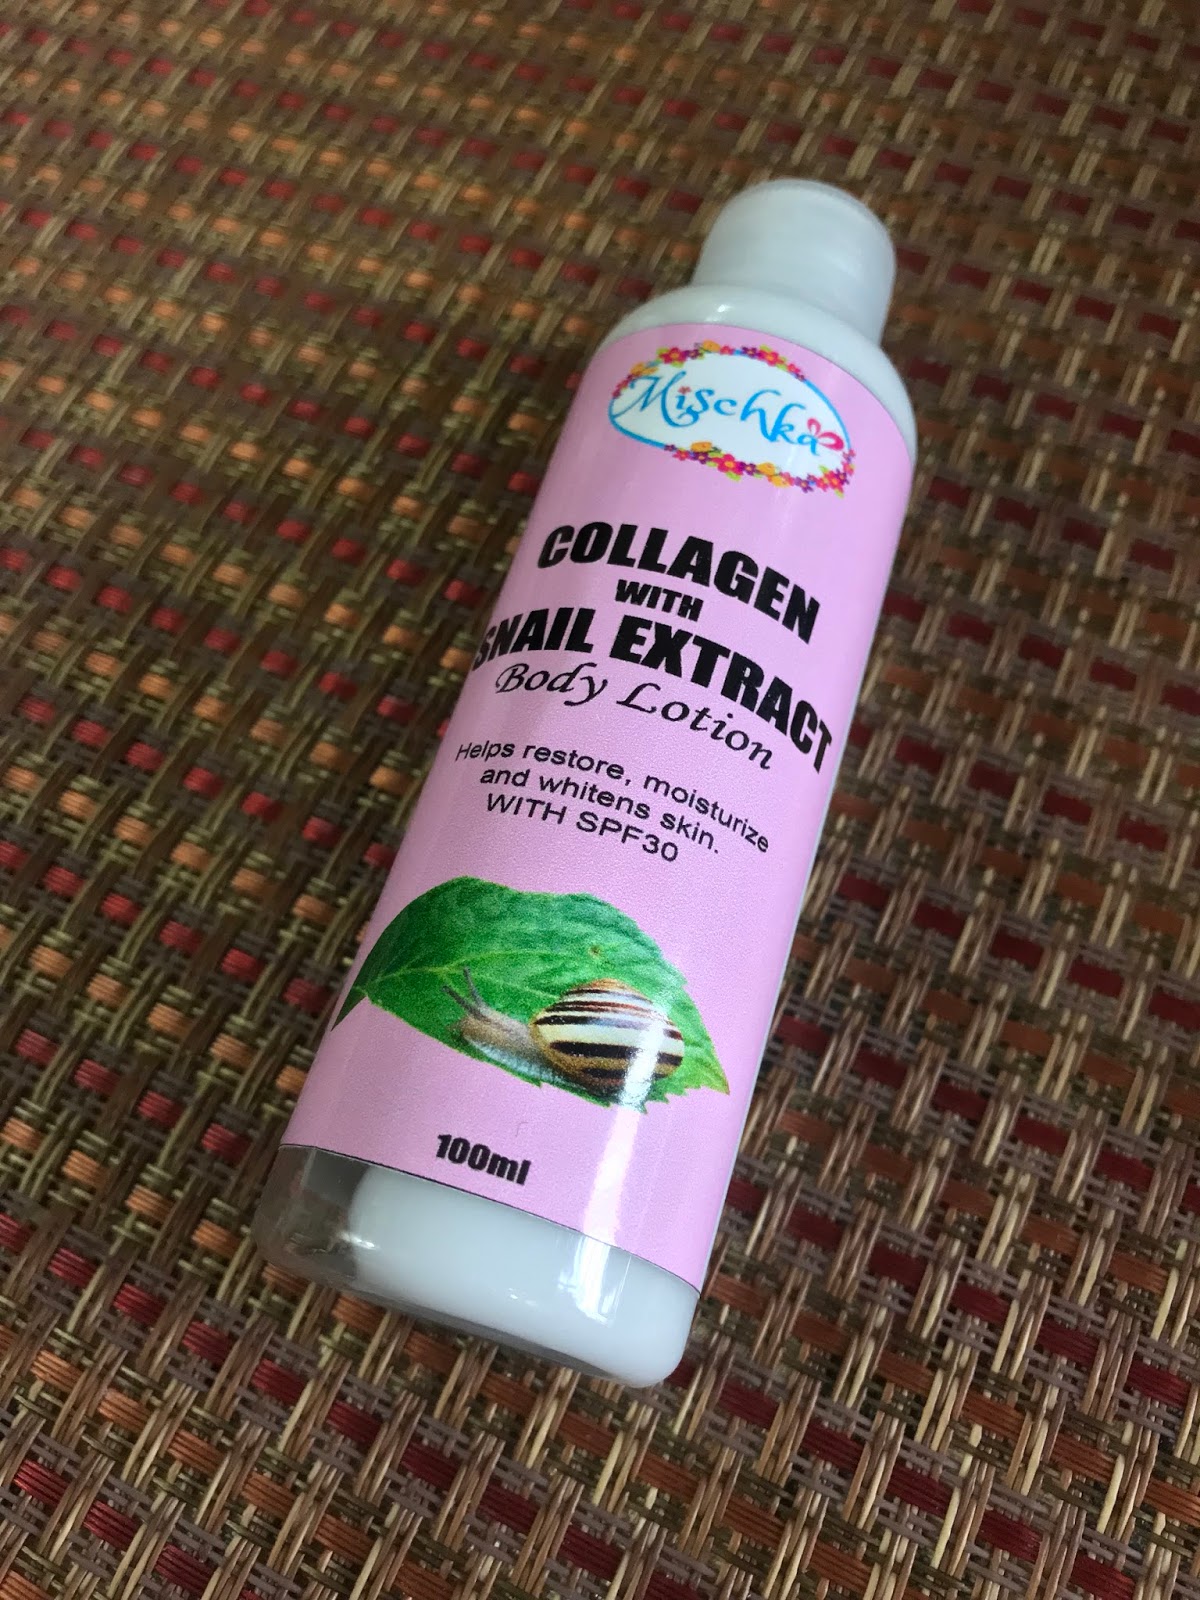 Mischka
COLLAGEN
WITH
SNAIL EXTRACT
Body Lotion
Helps restore, moisturize
and whitens skin.
WITH SPF30
100ml